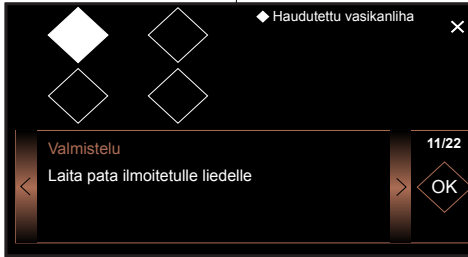 Haudutettu vasikanliha
Valmistelu
11/22
Laita pata ilmoitetulle liedelle
OK